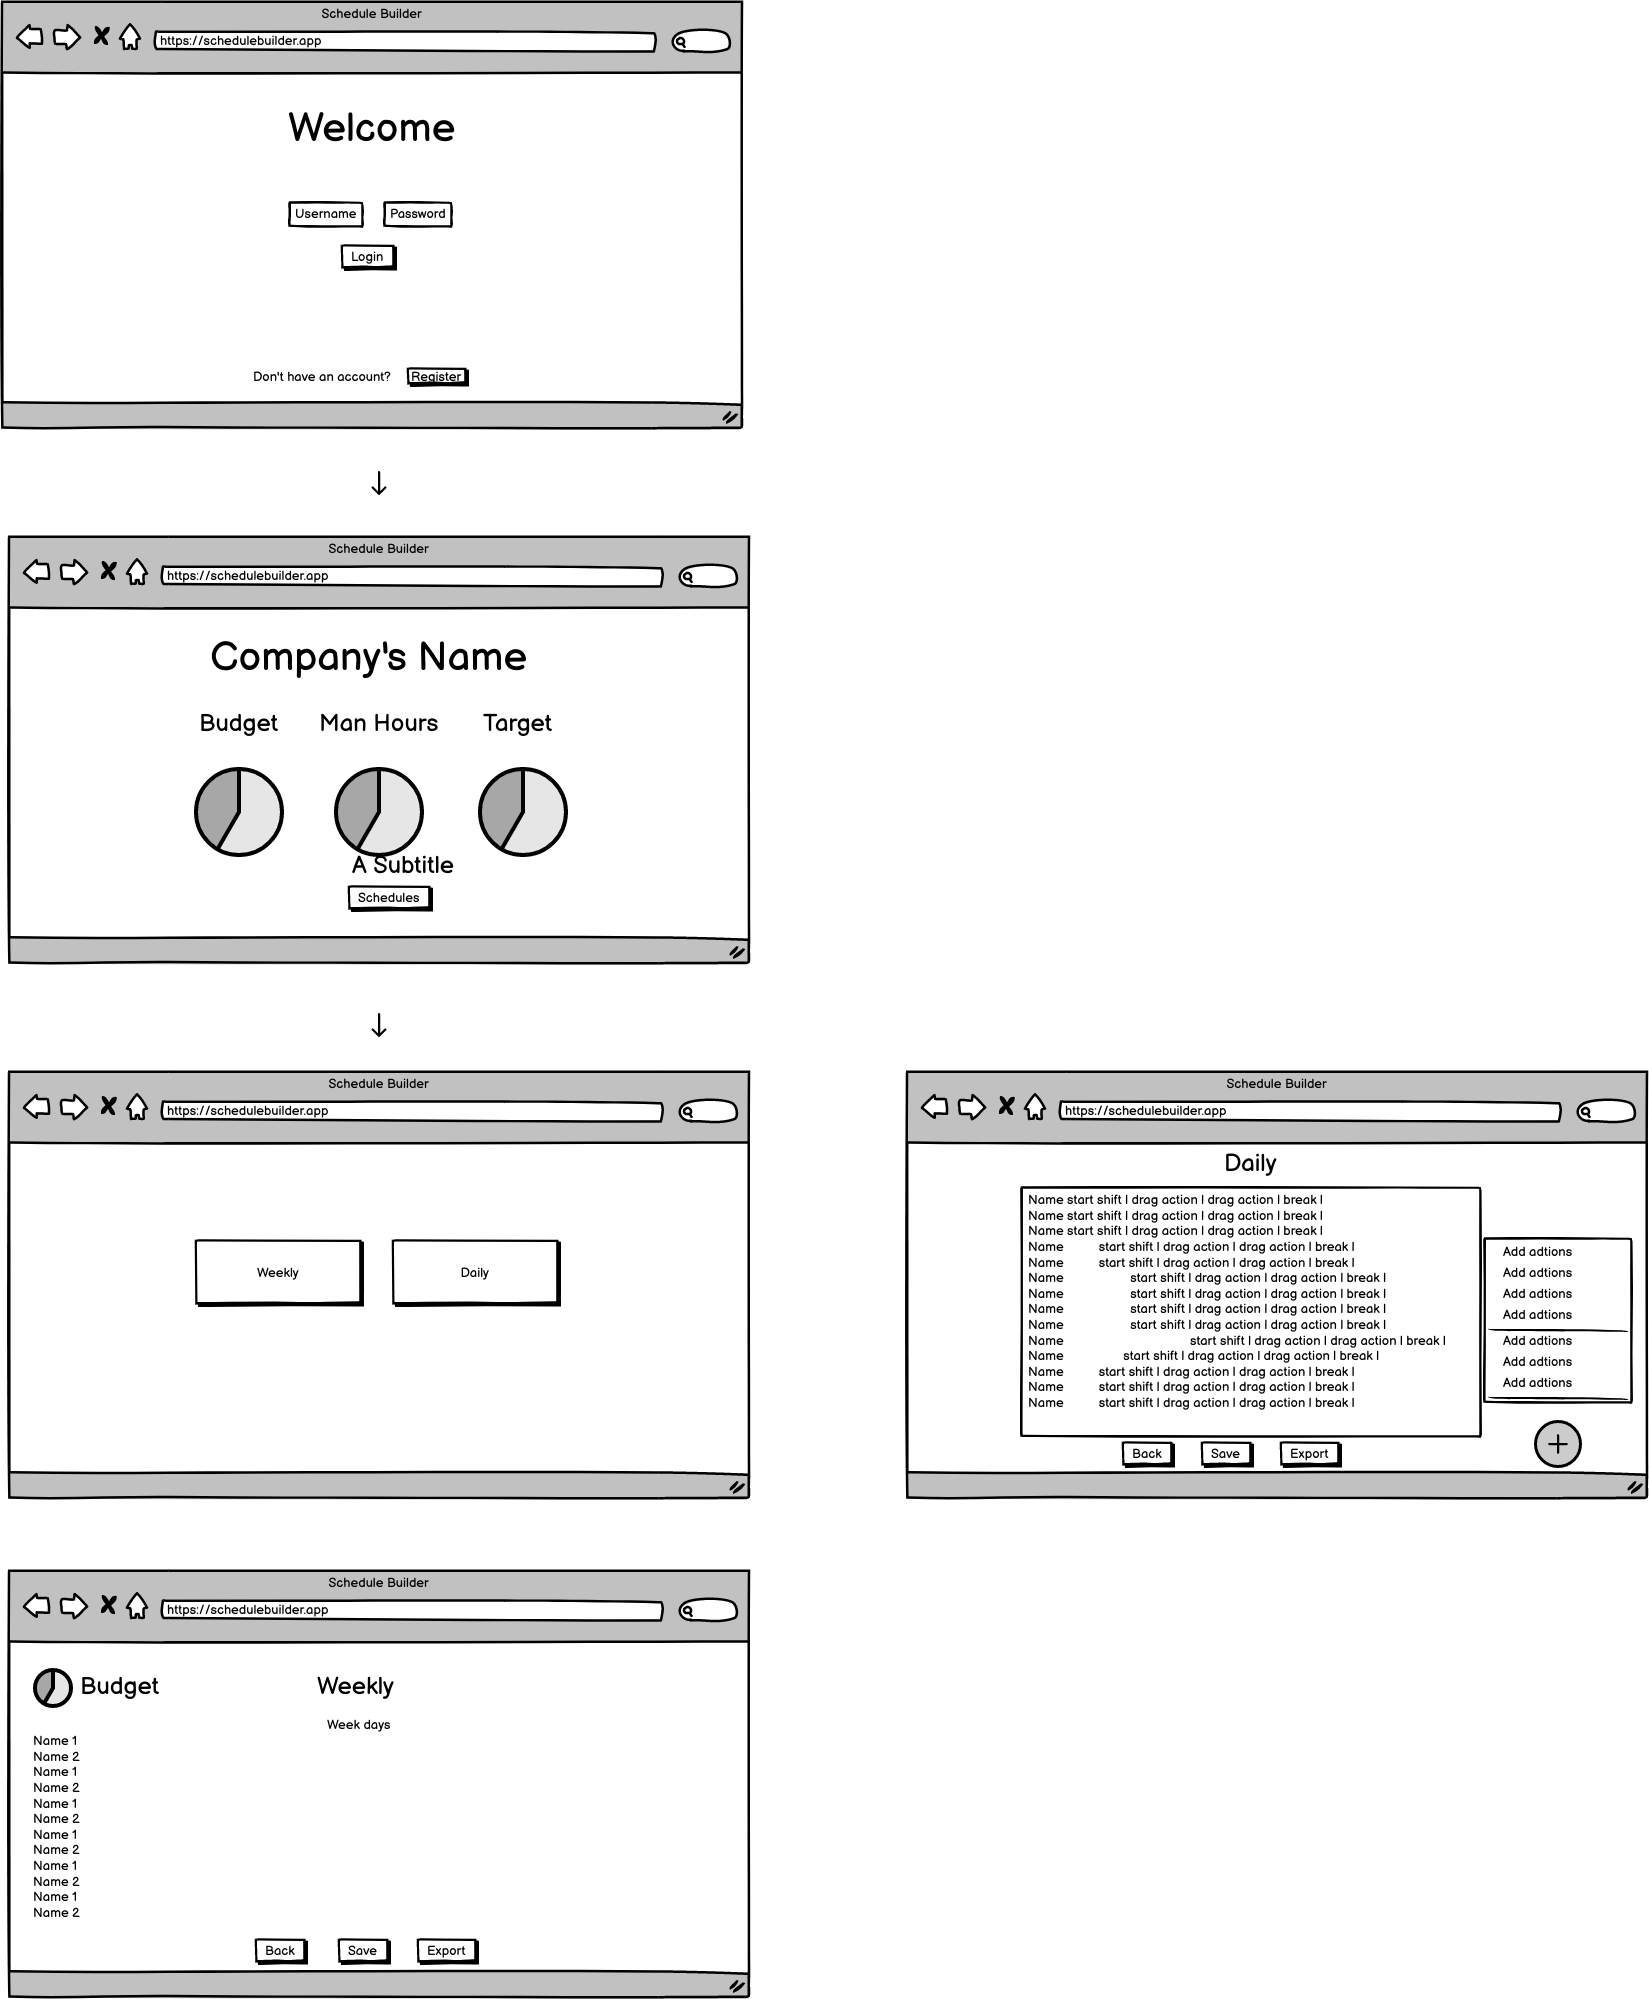 Schedule Builder
https://schedulebuilder.app
Welcome
Username Password
Login
Don't have an account? Register
Schedule Builder
https://schedulebuilder.app
Company's Name
Budget Man Hours Target
A Subtitle
Schedules
Schedule Builder
https://schedulebuilder.app
Weekly Daily
Schedule Builder
https://schedulebuilder.app
Daily
Name start shift | drag action | drag action | break |
Name start shift | drag action | drag action | break |
Name start shift | drag action | drag action | break |
Name start shift | drag action | drag action | break |
Name start shift | drag action | drag action | break |
Name start shift | drag action | drag action | break |
Name start shift | drag action | drag action | break |
Name start shift | drag action | drag action | break |
Name start shift | drag action | drag action | break |
Name start shift | drag action | drag action | break |
Name start shift | drag action | drag action | break |
Name start shift | drag action | drag action | break |
Name start shift | drag action | drag action | break |
Name start shift | drag action | drag action | break |
Add adtions
Add adtions
Add adtions
Add adtions
Add adtions
Add adtions
Add adtions
Back Save Export
Schedule Builder
https://schedulebuilder.app
Budget Weekly
Week days
Name 1
Name 2
Name 1
Name 2
Name 1
Name 2
Name 1
Name 2
Name 1
Name 2
Name 1
Name 2
Back Save Export